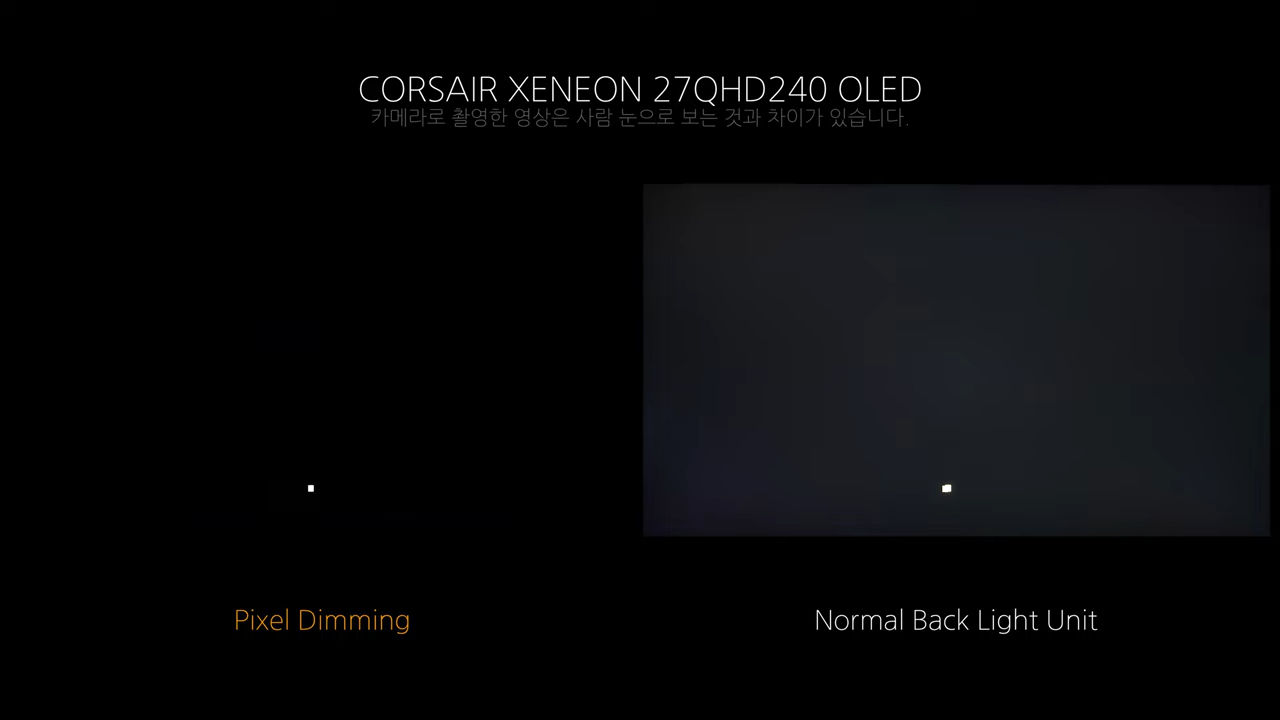 CORSAIR XENEON 27QHD240 OLED
카메라로 촬영한 영상은 사람 눈으로 보는 것과 차이가 있습니다.
Pixel Dimming
Normal Back Light Unit